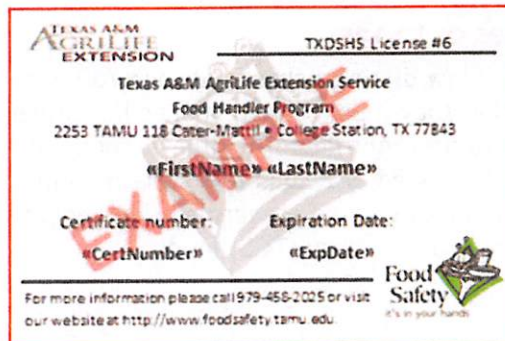 TEXAS A&M
AGRILIFE
EXTENSION
TXDSHS License #6
Texas A&M AgriLife Extension Service
Food Handler Program
2253 TAMU 118 Cater-Mattil • College Station, TX 77843
«FirstName» «LastName»
EXAMPLE
Certificate number: Expiration Date:
«CertNumber» «ExpDate»
For more information please call 979-458-2025 or visit
our website at http://www.foodsafety.tamu.edu.
Food
Safety
it's in your hands